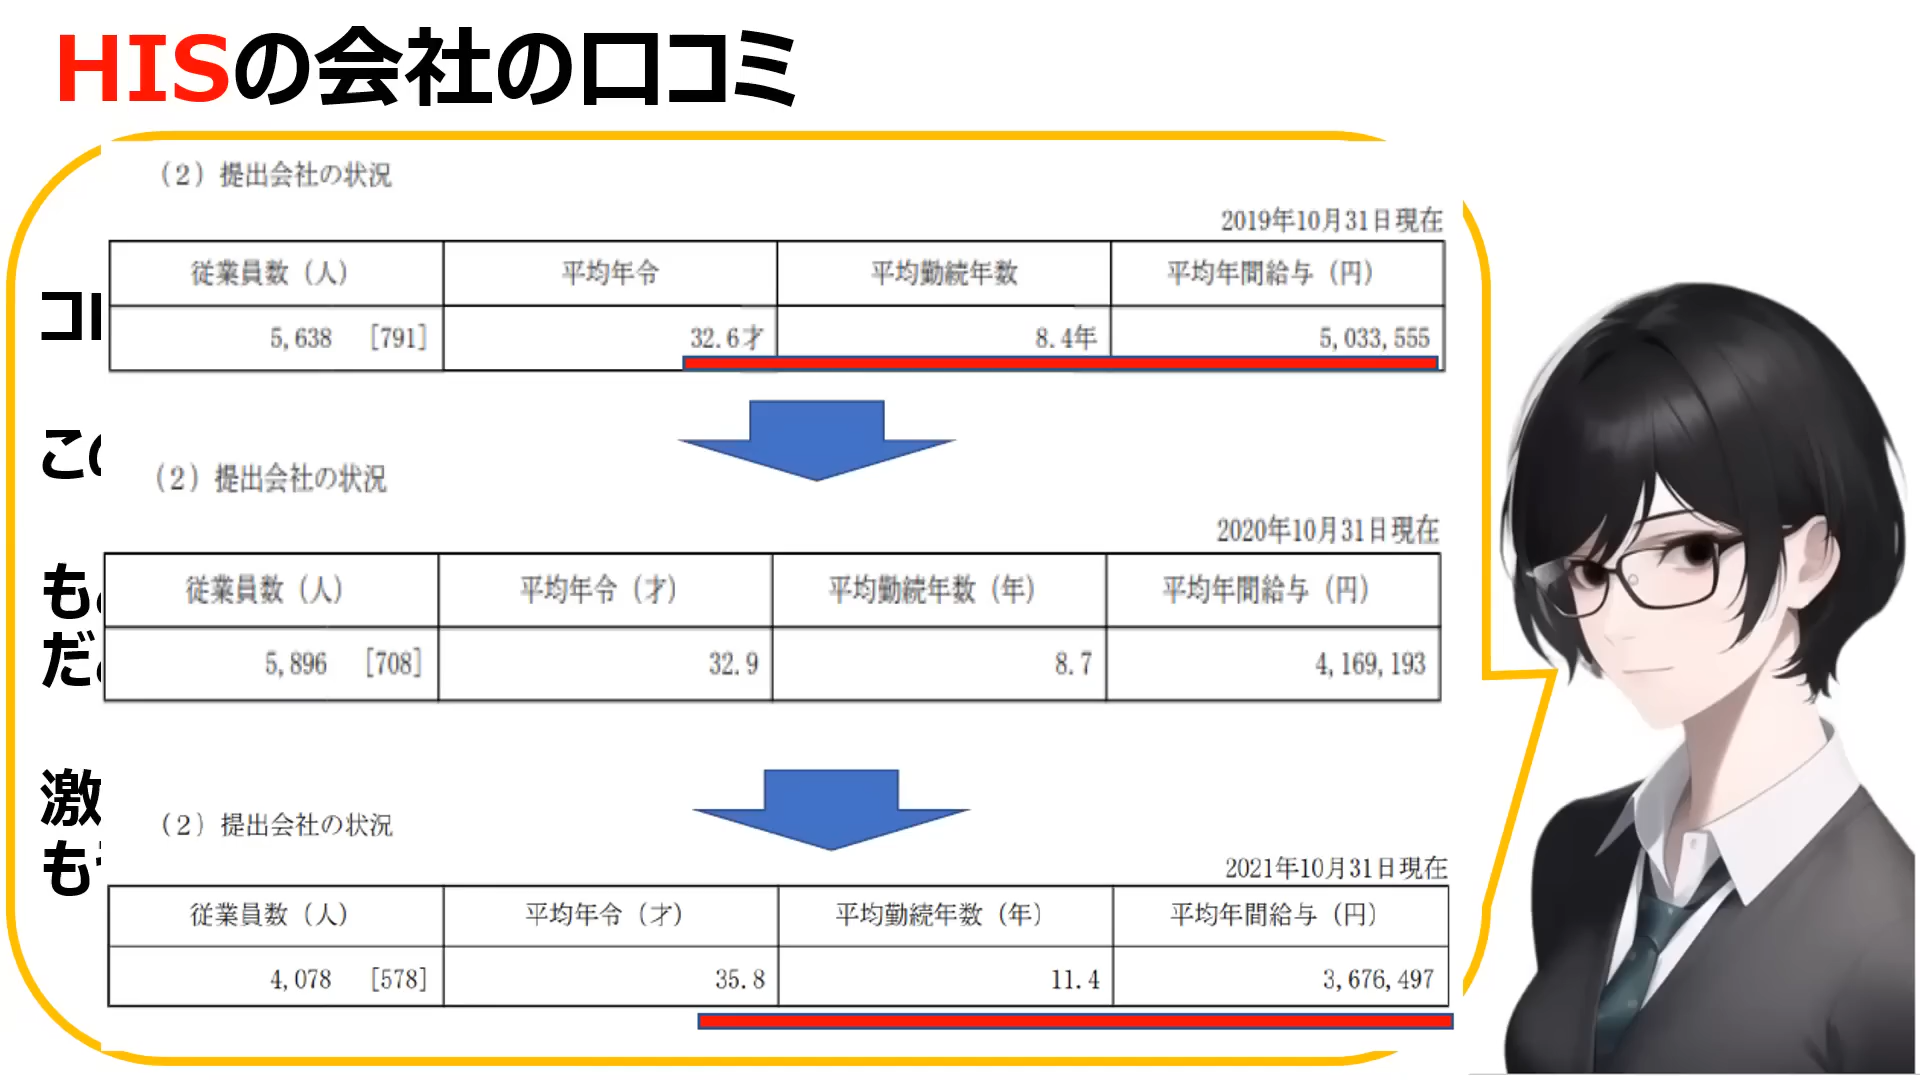 HISの会社の口コミ
（2）提出会社の状況
2019年10月31日現在
従業員数（人） 平均年令 平均勤続年数 平均年間給与（円）
5,638 [791] 32.6才 8.4年 5,033,555
コ
こ
（2）提出会社の状況
2020年10月31日現在
従業員数（人） 平均年令（才） 平均勤続年数（年） 平均年間給与（円）
5,896 [708] 32.9 8.7 4,169,193
も
だ
激
も
（2）提出会社の状況
2021年10月31日現在
従業員数（人） 平均年令（才） 平均勤続年数（年） 平均年間給与（円）
4,078 [578] 35.8 11.4 3,676,497